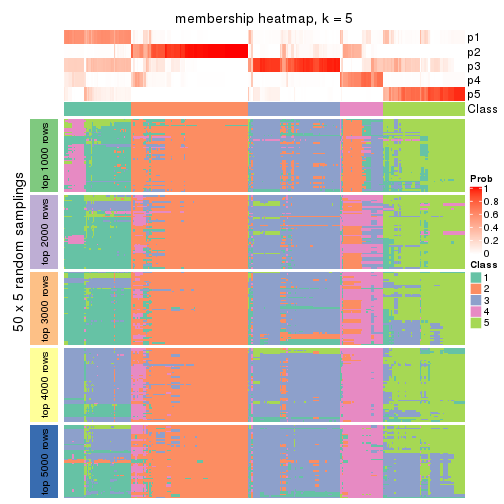 membership heatmap, k = 5
p1
p2
p3
p4
p5
Class
50 x 5 random samplings
top 1000 rows
top 2000 rows
top 3000 rows
top 4000 rows
top 5000 rows
Prob
1
0.8
0.6
0.4
0.2
0
Class
1
2
3
4
5